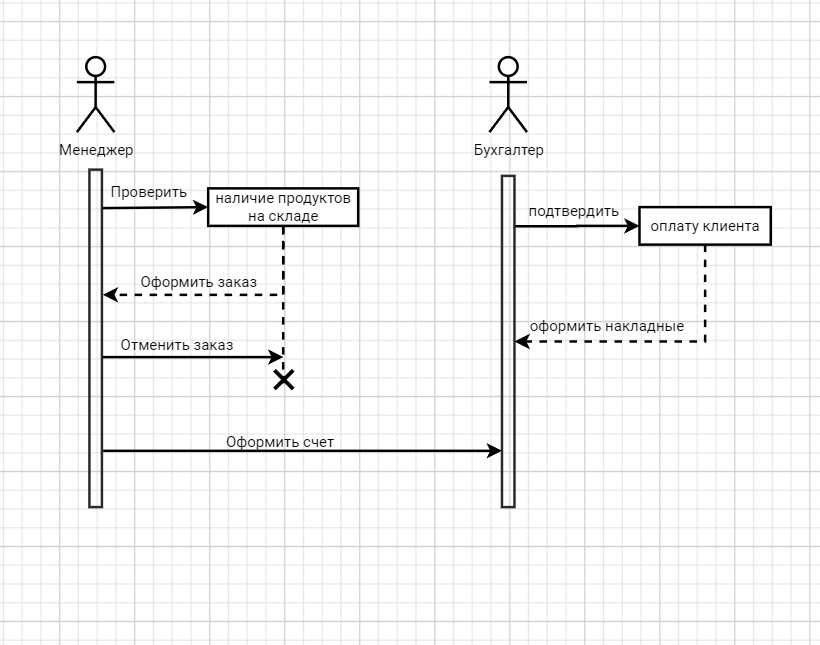 Менеджер
Бухгалтер
Проверить
наличие продуктов
на складе
подтвердить
оплату клиента
Оформить заказ
оформить накладные
Отменить заказ
Оформить счет